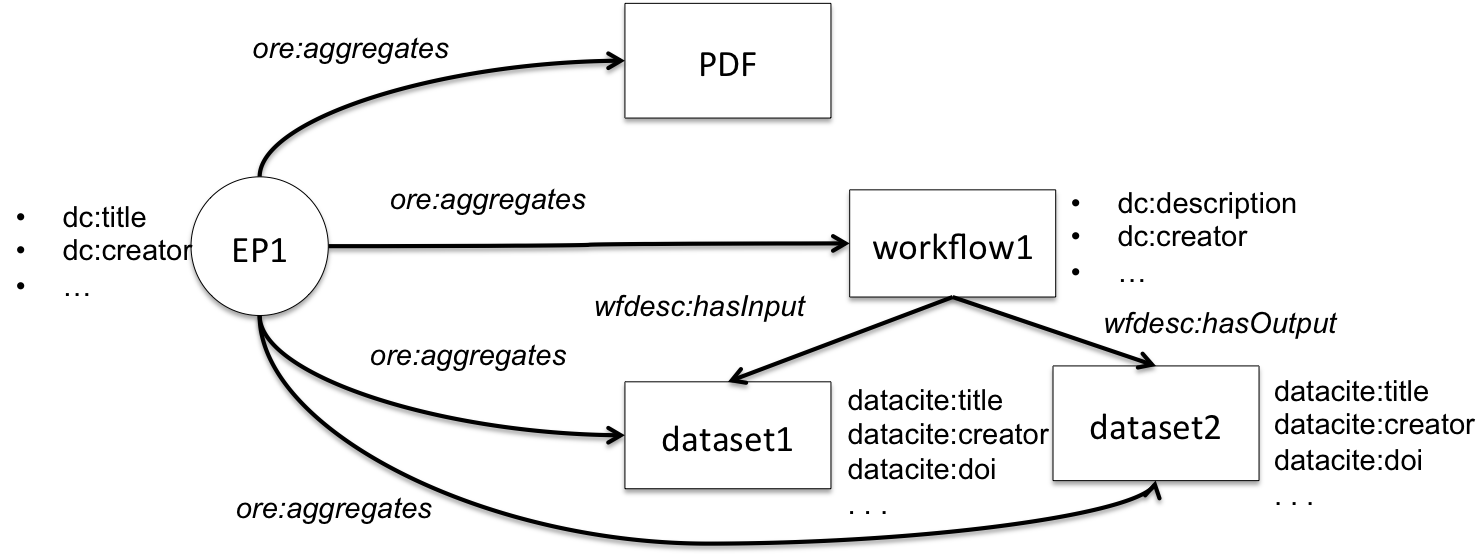 ore:aggregates
PDF
ore:aggregates
• dc:title
• dc:creator
• …
EP1
workflow1
• dc:description
• dc:creator
• …
wfdesc:hasInput
wfdesc:hasOutput
ore:aggregates
dataset1
datacite:title
datacite:creator
datacite:doi
. . .
dataset2
datacite:title
datacite:creator
datacite:doi
. . .
ore:aggregates